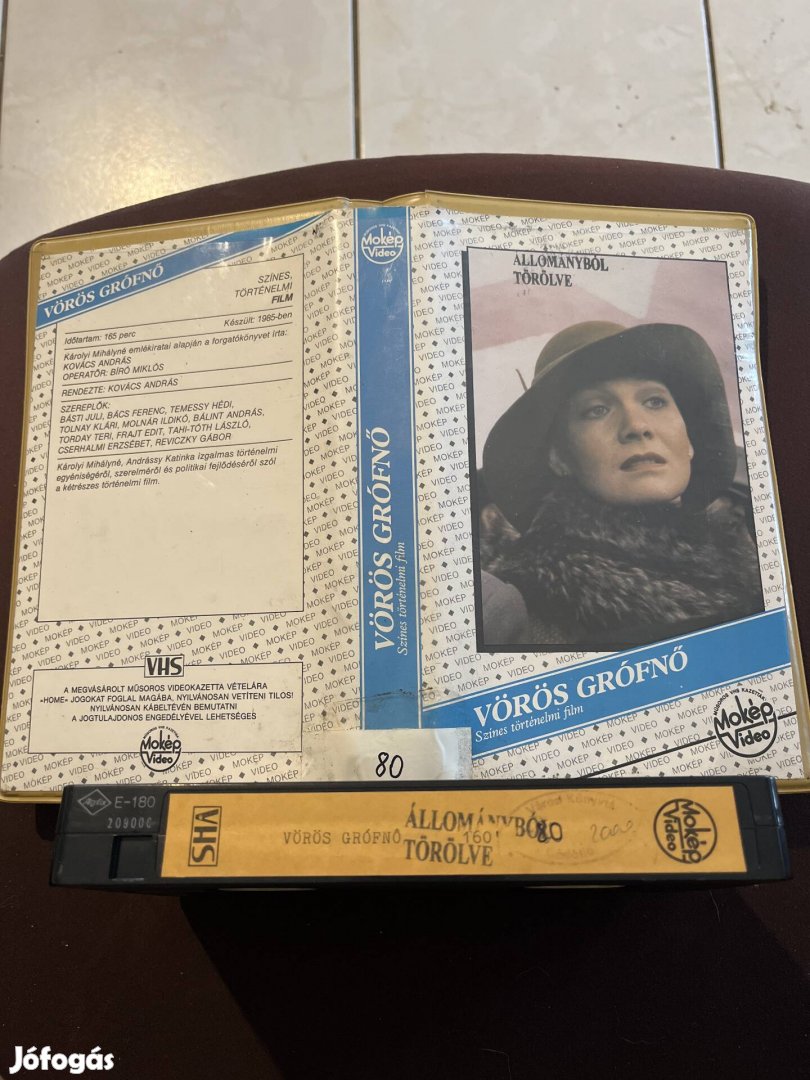 VÖRÖS GRÓFNŐ
SZÍNES,
TÖRTÉNELMI
FILM
Időtartam: 165 perc
Készült: 1985-ben
Károlyi Mihályné emlékiratai alapján a forgatókönyvet írta:
KOVÁCS ANDRÁS
OPERATŐR: BÍRÓ MIKLÓS
RENDEZTE: KOVÁCS ANDRÁS
SZEREPLŐK:
BÁSTI JULI, BÁCS FERENC, TEMESSY HÉDI,
TOLNAY KLÁRI, MOLNÁR ILDIKÓ, BÁLINT ANDRÁS,
TORDAY TERI, FRAJT EDIT, TAHI-TÓTH LÁSZLÓ,
CSERHALMI ERZSÉBET, REVICZKY GÁBOR
Károlyi Mihályné, Andrássy Katinka izgalmas történelmi
egyéniségéről, szerelméről és politikai fejlődéséről szól
a kétrészes történelmi film.
VHS
A MEGVÁSÁROLT MŰSOROS VIDEOKAZETTA VÉTELÁRA
»HOME« JOGOKAT FOGLAL MAGÁBA, NYILVÁNOSAN VETÍTENI TILOS!
NYILVÁNOSAN KÁBELTÉVÉN BEMUTATNI
A JOGTULAJDONOS ENGEDÉLYÉVEL LEHETSÉGES
Mokép
Video
Mokép
Video
VÖRÖS GRÓFNŐ
Színes történelmi film
80
ÁLLOMÁNYBÓL
TÖRÖLVE
VÖRÖS GRÓFNŐ
Színes történelmi film
Mokép
Video
E-180
VHS
VÖRÖS GRÓFNŐ 160'
ÁLLOMÁNYBÓL
TÖRÖLVE
80
Mokép
Video
Jófogás